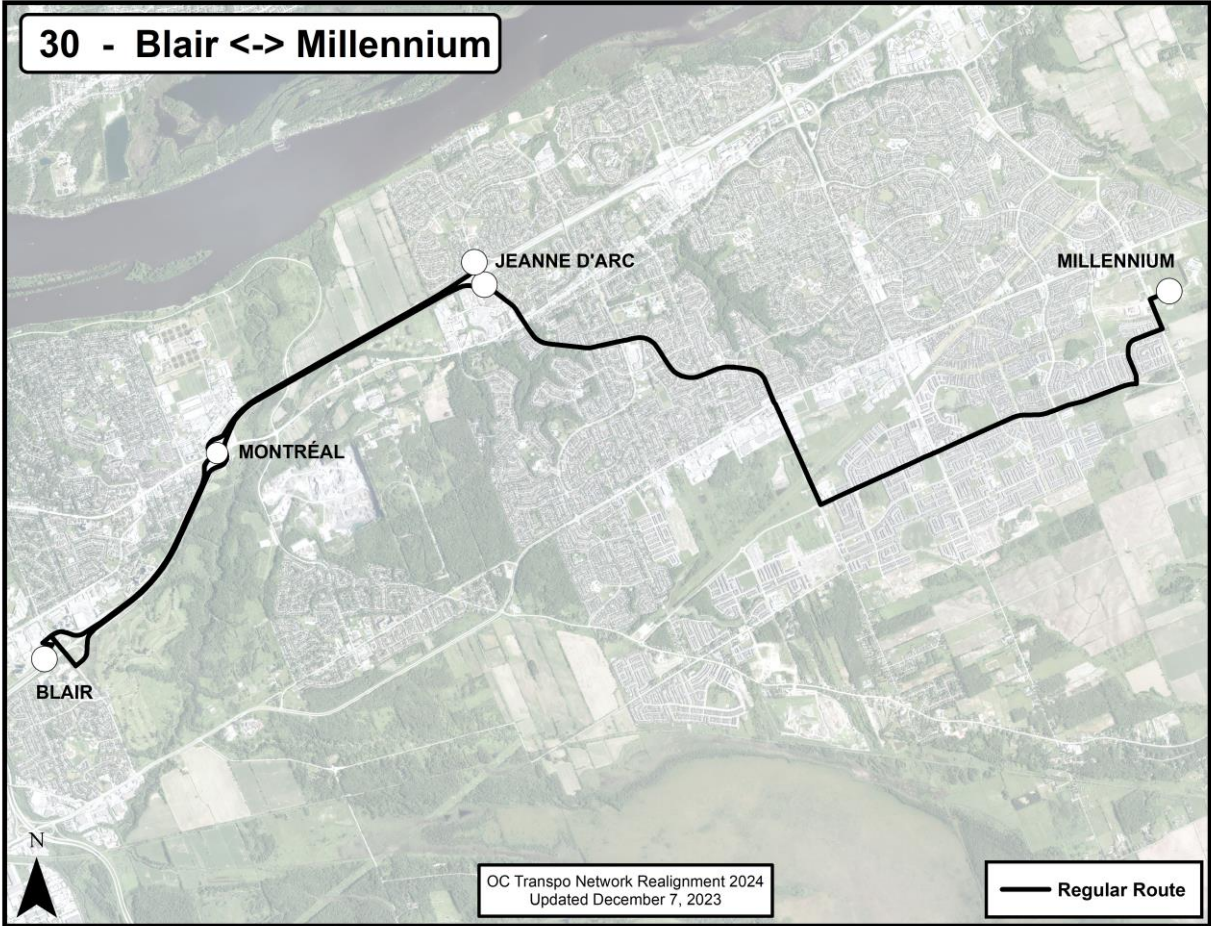 30 - Blair <-> Millennium
JEANNE D'ARC
MILLENNIUM
MONTRÉAL
BLAIR
N
OC Transpo Network Realignment 2024
Updated December 7, 2023
Regular Route